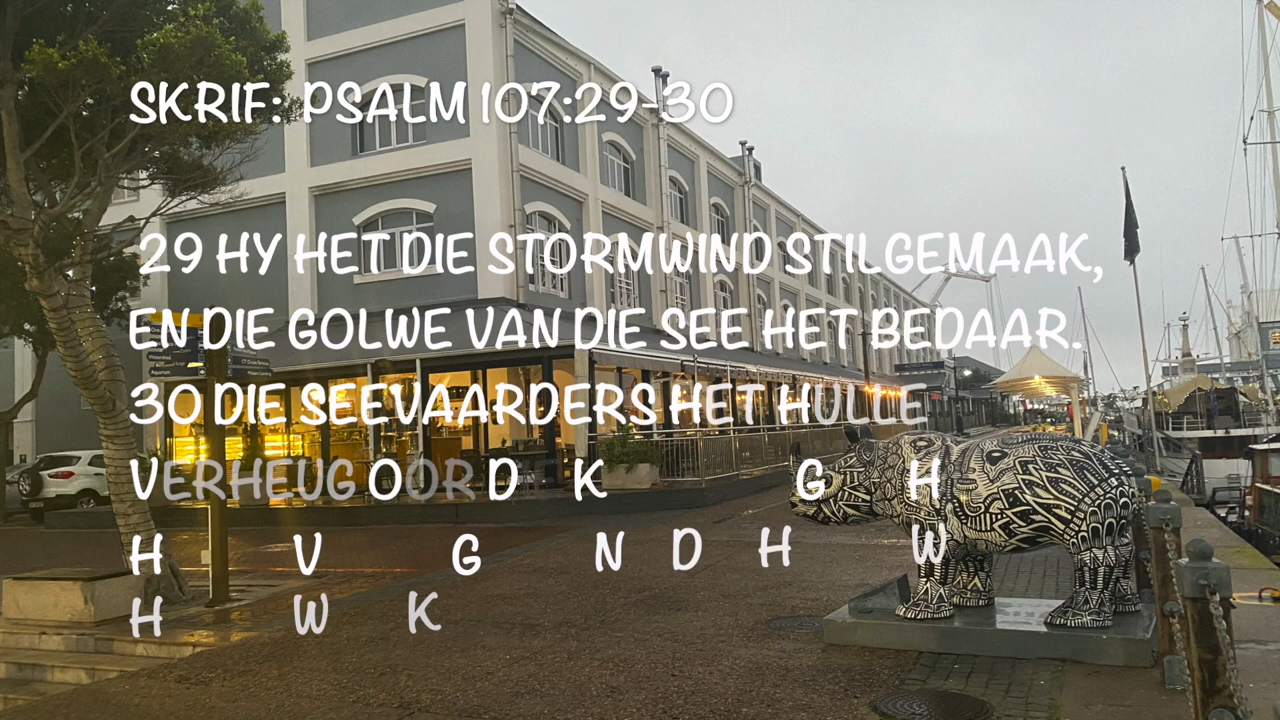 SKRIF: PSALM 107:29-30
29 HY HET DIE STORMWIND STILGEMAAK,
EN DIE GOLWE VAN DIE SEE HET BEDAAR.
30 DIE SEEVAARDERS HET HULLE
VERHEUG OOR D K G H
H V G N D H W
H W K